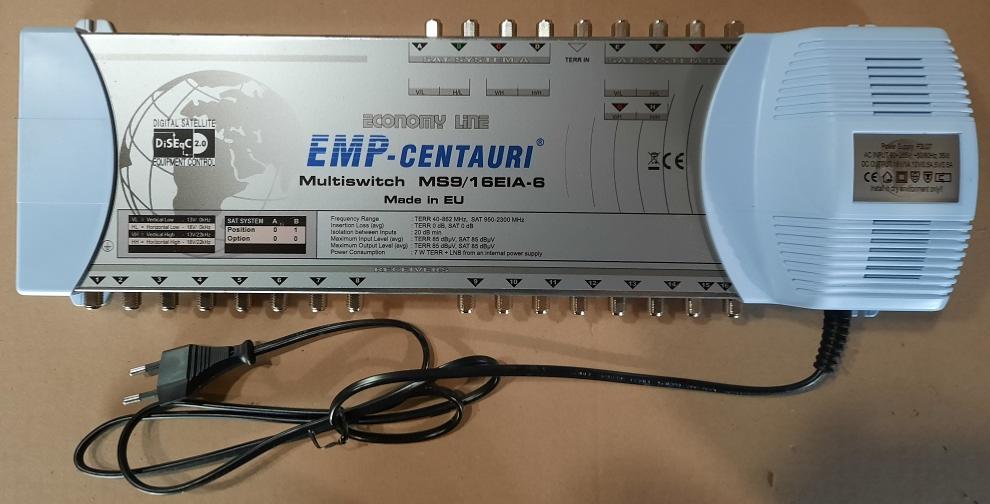 SAT SYSTEM A
TERR IN
V/L H/L V/H H/H
V/L H/L
V/H H/H
DIGITAL SATELLITE
DiSEqC 2.0
EQUIPMENT CONTROL
ECONOMY LINE
EMP-CENTAURI®
Multiswitch MS9/16EIA-6
Made in EU
CE
VL = Vertical Low - 13V/ 0kHz
HL = Horizontal Low - 18V/ 0kHz
VH = Vertical High - 13V/22kHz
HH = Horizontal High - 18V/22kHz
SAT SYSTEM A B
Position 0 1
Option 0 0
Frequency Range : TERR 40-862 MHz, SAT 950-2300 MHz
Insertion Loss (avg) : TERR 0 dB, SAT 0 dB
Isolation between Inputs : 20 dB min.
Maximum Input Level (avg) : TERR 85 dBµV, SAT 85 dBµV
Maximum Output Level (avg) : TERR 85 dBµV, SAT 85 dBµV
Power Consumption : 7 W TERR + LNB from an internal power supply
RECEIVERS
1 2 3 4 5 6 7 8 9 10 11 12 13 14 15 16
Install in dry environment only!!